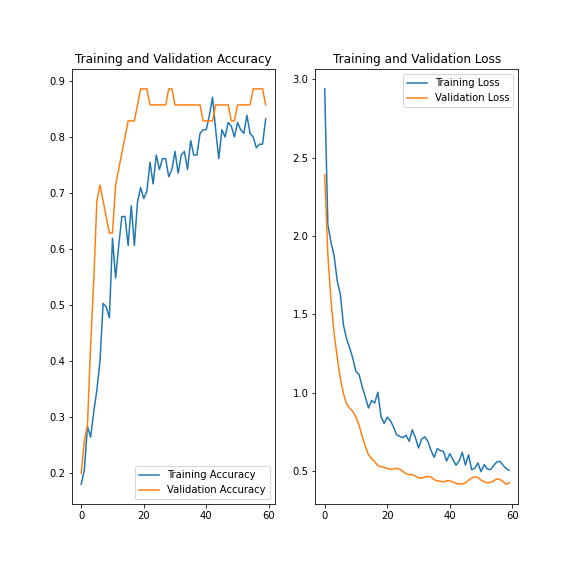 Training and Validation Accuracy
0.9
0.8
0.7
0.6
0.5
0.4
0.3
0.2
0 20 40 60
Training Accuracy
Validation Accuracy
Training and Validation Loss
3.0
2.5
2.0
1.5
1.0
0.5
0 20 40 60
Training Loss
Validation Loss